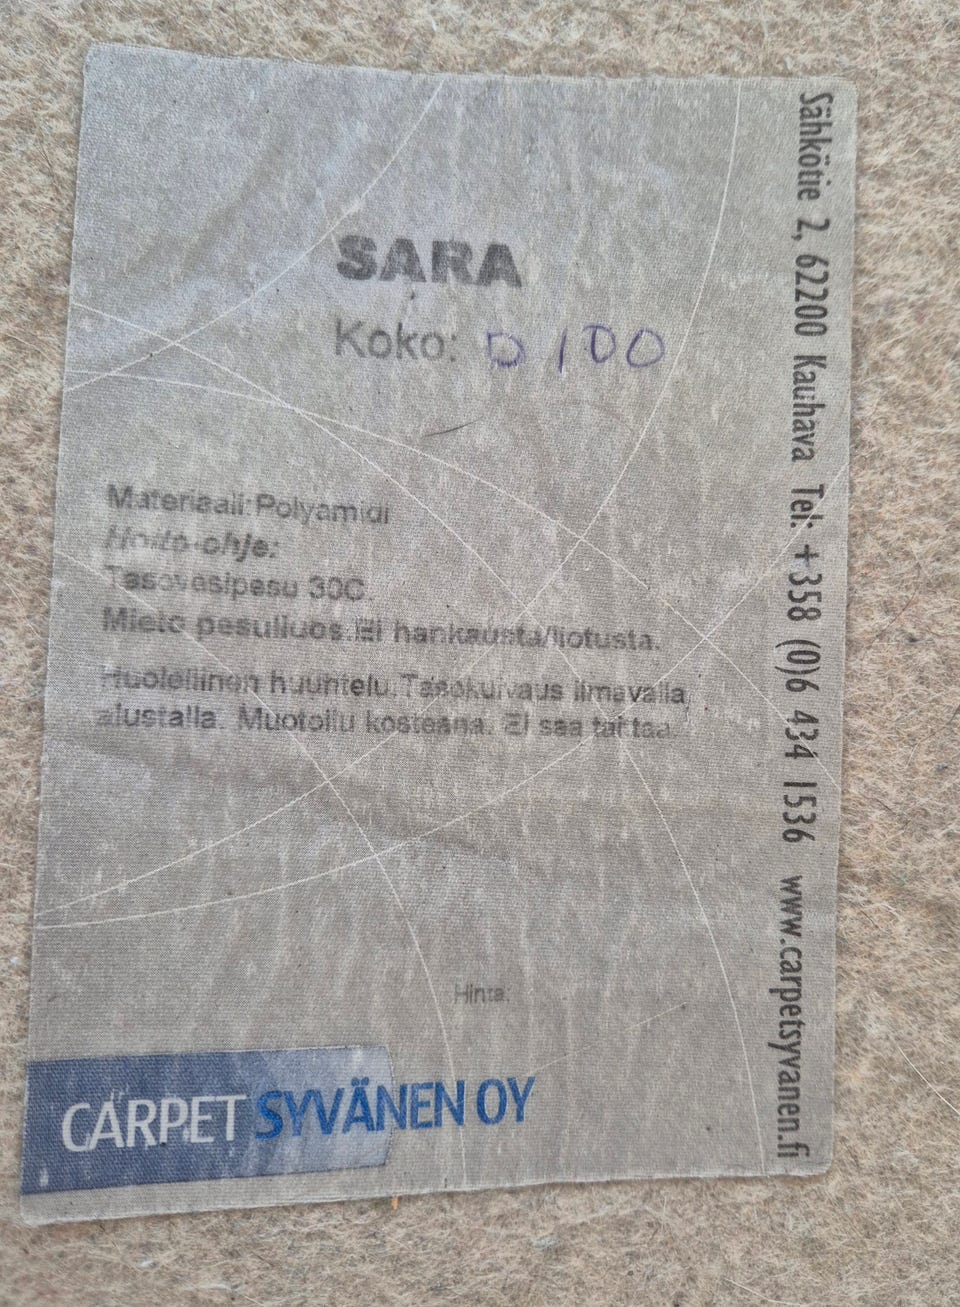 SARA
Koko: D 100
Materiaali: Polyamidi
Hoito-ohje:
Tasovesipesu 30C.
Mieto pesuliuos. Ei hankausta/liotusta.
Huolellinen huuhtelu. Tasokuivaus ilmavalla
alustalla. Muotoilu kosteana. Ei saa taittaa.
Hinta:
CARPET SYVÄNEN OY
Sähkötie 2, 62200 Kauhava Tel: +358 (0)6 434 1536 www.carpetsyvanen.fi